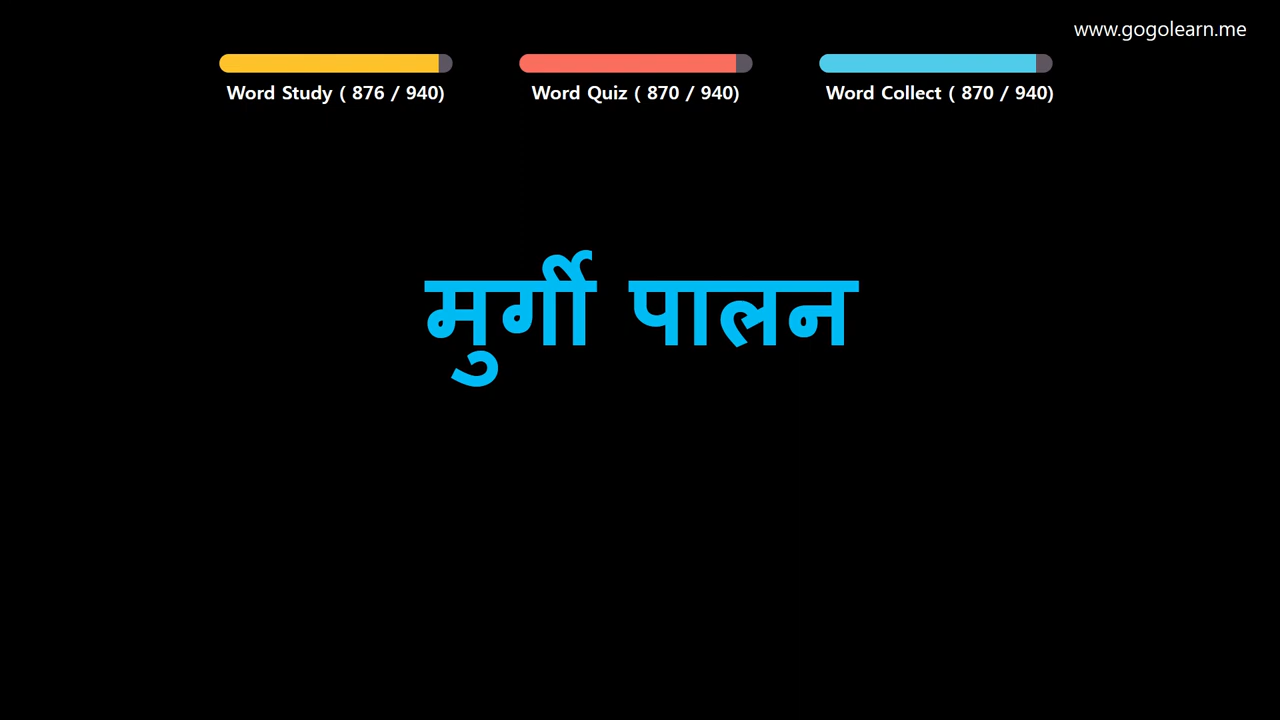 www.gogolearn.me
Word Study ( 876 / 940)
Word Quiz ( 870 / 940)
Word Collect ( 870 / 940)
मुर्गी पालन